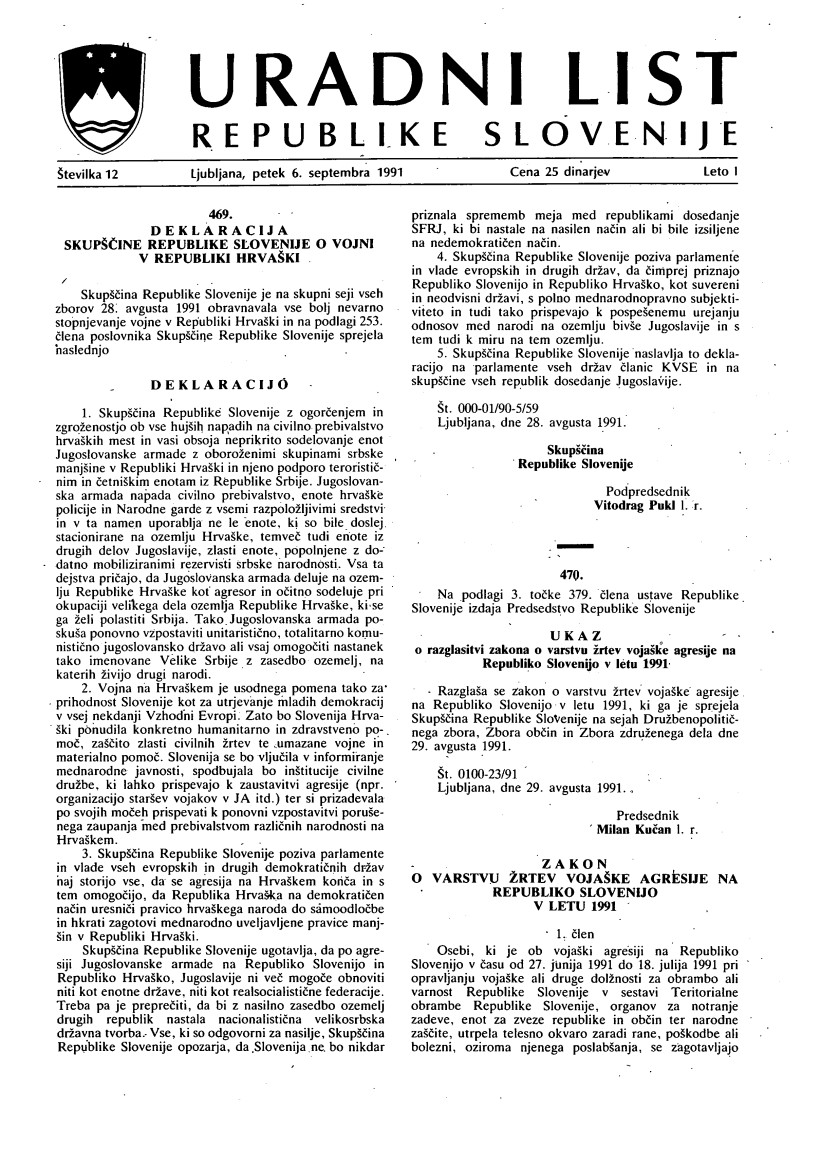 URADNI LIST
REPUBLIKE SLOVENIJE
Številka 12 Ljubljana, petek 6. septembra 1991 Cena 25 dinarjev Leto I
469.
DEKLARACIJA
SKUPŠČINE REPUBLIKE SLOVENIJE O VOJNI
V REPUBLIKI HRVAŠKI
Skupščina Republike Slovenije je na skupni seji vseh
zborov 28. avgusta 1991 obravnavala vse bolj nevarno
stopnjevanje vojne v Republiki Hrvaški in na podlagi 253.
člena poslovnika Skupščine Republike Slovenije sprejela
naslednjo
DEKLARACIJO
1. Skupščina Republike Slovenije z ogorčenjem in
zgroženostjo ob vse hujših napadih na civilno prebivalstvo
hrvaških mest in vasi obsoja neprikrito sodelovanje enot
Jugoslovanske armade z oboroženimi skupinami srbske
manjšine v Republiki Hrvaški in njeno podporo teroristič-
nim in četniškim enotam iz Republike Srbije. Jugoslovan-
ska armada napada civilno prebivalstvo, enote hrvaške
policije in Narodne garde z vsemi razpoložljivimi sredstvi
in v ta namen uporablja ne le enote, ki so bile doslej
stacionirane na ozemlju Hrvaške, temveč tudi enote iz
drugih delov Jugoslavije, zlasti enote, popolnjene z do-
datno mobiliziranimi rezervisti srbske narodnosti. Vsa ta
dejstva pričajo, da Jugoslovanska armada deluje na ozem-
lju Republike Hrvaške kot agresor in očitno sodeluje pri
okupaciji velikega dela ozemlja Republike Hrvaške, ki se
ga želi polastiti Srbija. Tako Jugoslovanska armada po-
skuša ponovno vzpostaviti unitaristično, totalitarno komu-
nistično jugoslovansko državo ali vsaj omogočiti nastanek
tako imenovane Velike Srbije z zasedbo ozemelj, na
katerih živijo drugi narodi.
2. Vojna na Hrvaškem je usodnega pomena tako za
prihodnost Slovenije kot za utrjevanje mladih demokracij
v vsej nekdanji Vzhodni Evropi. Zato bo Slovenija Hrva-
ški ponudila konkretno humanitarno in zdravstveno po-
moč, zaščito zlasti civilnih žrtev te umazane vojne in
materialno pomoč. Slovenija se bo vljučila v informiranje
mednarodne javnosti, spodbujala bo inštitucije civilne
družbe, ki lahko prispevajo k zaustavitvi agresije (npr.
organizacijo staršev vojakov v JA itd.) ter si prizadevala
po svojih močeh prispevati k ponovni vzpostavitvi poruše-
nega zaupanja med prebivalstvom različnih narodnosti na
Hrvaškem.
3. Skupščina Republike Slovenije poziva parlamente
in vlade vseh evropskih in drugih demokratičnih držav
naj storijo vse, da se agresija na Hrvaškem konča in s
tem omogočijo, da Republika Hrvaška na demokratičen
način uresniči pravico hrvaškega naroda do samoodločbe
in hkrati zagotovi mednarodno uveljavljene pravice manj-
šin v Republiki Hrvaški.
Skupščina Republike Slovenije ugotavlja, da po agre-
siji Jugoslovanske armade na Republiko Slovenijo in
Republiko Hrvaško, Jugoslavije ni več mogoče obnoviti
niti kot enotne države, niti kot realsocialistične federacije.
Treba pa je preprečiti, da bi z nasilno zasedbo ozemelj
drugih republik nastala nacionalistična velikosrbska
državna tvorba. Vse, ki so odgovorni za nasilje, Skupščina
Republike Slovenije opozarja, da Slovenija ne bo nikdar
priznala sprememb meja med republikami dosedanje
SFRJ, ki bi nastale na nasilen način ali bi bile izsiljene
na nedemokratičen način.
4. Skupščina Republike Slovenije poziva parlamente
in vlade evropskih in drugih držav, da čimprej priznajo
Republiko Slovenijo in Republiko Hrvaško, kot suvereni
in neodvisni državi, s polno mednarodnopravno subjekti-
viteto in tudi tako prispevajo k pospešenemu urejanju
odnosov med narodi na ozemlju bivše Jugoslavije in s
tem tudi k miru na tem ozemlju.
5. Skupščina Republike Slovenije naslavlja to dekla-
racijo na parlamente vseh držav članic KVSE in na
skupščine vseh republik dosedanje Jugoslavije.
Št. 000-01/90-5/59
Ljubljana, dne 28. avgusta 1991.
Skupščina
Republike Slovenije
Podpredsednik
Vitodrag Pukl l. r.
470.
Na podlagi 3. točke 379. člena ustave Republike
Slovenije izdaja Predsedstvo Republike Slovenije
UKAZ
o razglasitvi zakona o varstvu žrtev vojaške agresije na
Republiko Slovenijo v letu 1991
Razglaša se zakon o varstvu žrtev vojaške agresije
na Republiko Slovenijo v letu 1991, ki ga je sprejela
Skupščina Republike Slovenije na sejah Družbenopolitič-
nega zbora, Zbora občin in Zbora združenega dela dne
29. avgusta 1991.
Št. 0100-23/91
Ljubljana, dne 29. avgusta 1991.
Predsednik
Milan Kučan l. r.
ZAKON
O VARSTVU ŽRTEV VOJAŠKE AGRESIJE NA
REPUBLIKO SLOVENIJO
V LETU 1991
1. člen
Osebi, ki je ob vojaški agresiji na Republiko
Slovenijo v času od 27. junija 1991 do 18. julija 1991 pri
opravljanju vojaške ali druge dolžnosti za obrambo ali
varnost Republike Slovenije v sestavi Teritorialne
obrambe Republike Slovenije, organov za notranje
zadeve, enot za zveze republike in občin ter narodne
zaščite, utrpela telesno okvaro zaradi rane, poškodbe ali
bolezni, oziroma njenega poslabšanja, se zagotavljajo